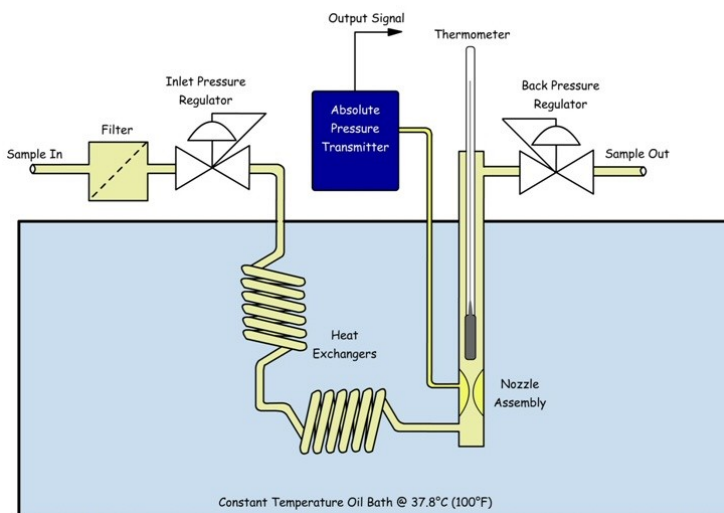 Output Signal
Thermometer
Inlet Pressure
Regulator
Back Pressure
Regulator
Absolute
Pressure
Transmitter
Filter
Sample In
Sample Out
Heat
Exchangers
Nozzle
Assembly
Constant Temperature Oil Bath @ 37.8°C (100°F)